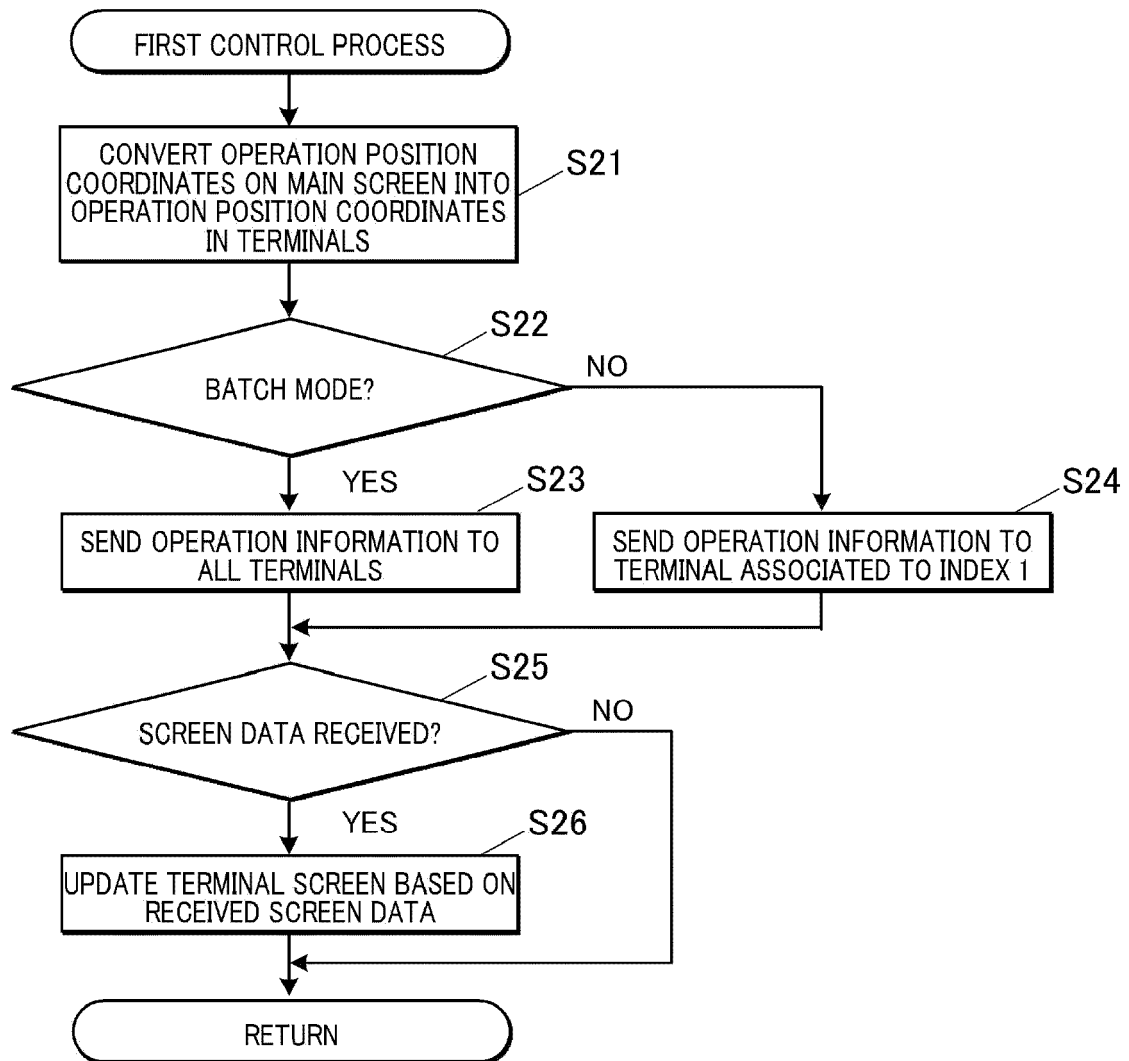 FIRST CONTROL PROCESS
CONVERT OPERATION POSITION
COORDINATES ON MAIN SCREEN INTO
OPERATION POSITION COORDINATES
IN TERMINALS
S21
S22
BATCH MODE?
NO
YES
S23
S24
SEND OPERATION INFORMATION TO
ALL TERMINALS
SEND OPERATION INFORMATION TO
TERMINAL ASSOCIATED TO INDEX 1
S25
SCREEN DATA RECEIVED?
NO
YES
S26
UPDATE TERMINAL SCREEN BASED ON
RECEIVED SCREEN DATA
RETURN